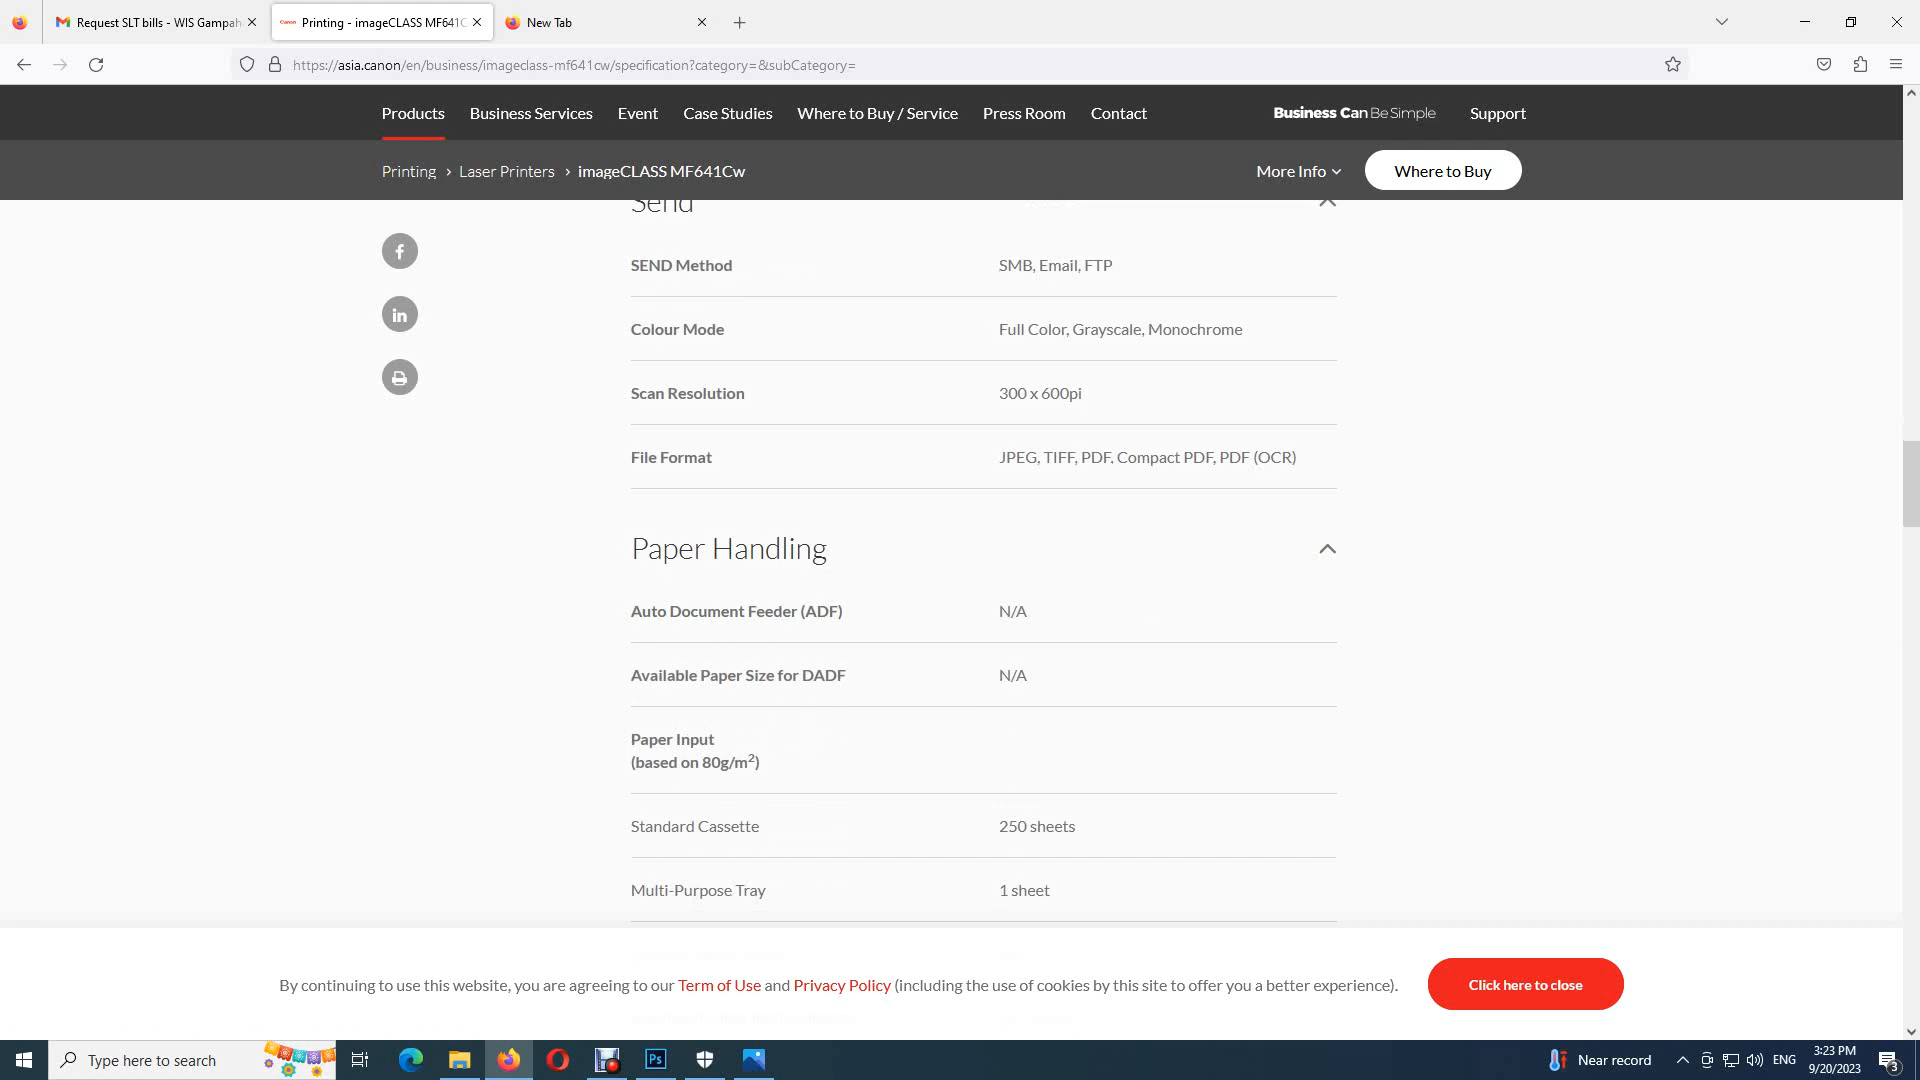 Request SLT bills - WIS Gampah
Printing - imageCLASS MF641C
New Tab
https://asia.canon/en/business/imageclass-mf641cw/specification?category=&subCategory=
Products
Business Services
Event
Case Studies
Where to Buy / Service
Press Room
Contact
Business Can Be Simple
Support
Printing › Laser Printers › imageCLASS MF641Cw
More Info
Where to Buy
Send
SEND Method SMB, Email, FTP
Colour Mode Full Color, Grayscale, Monochrome
Scan Resolution 300 x 600pi
File Format JPEG, TIFF, PDF, Compact PDF, PDF (OCR)
Paper Handling
Auto Document Feeder (ADF) N/A
Available Paper Size for DADF N/A
Paper Input
(based on 80g/m²)
Standard Cassette 250 sheets
Multi-Purpose Tray 1 sheet
By continuing to use this website, you are agreeing to our Term of Use and Privacy Policy (including the use of cookies by this site to offer you a better experience).
Click here to close
Type here to search
Ps
Near record
ENG
3:23 PM
9/20/2023
3